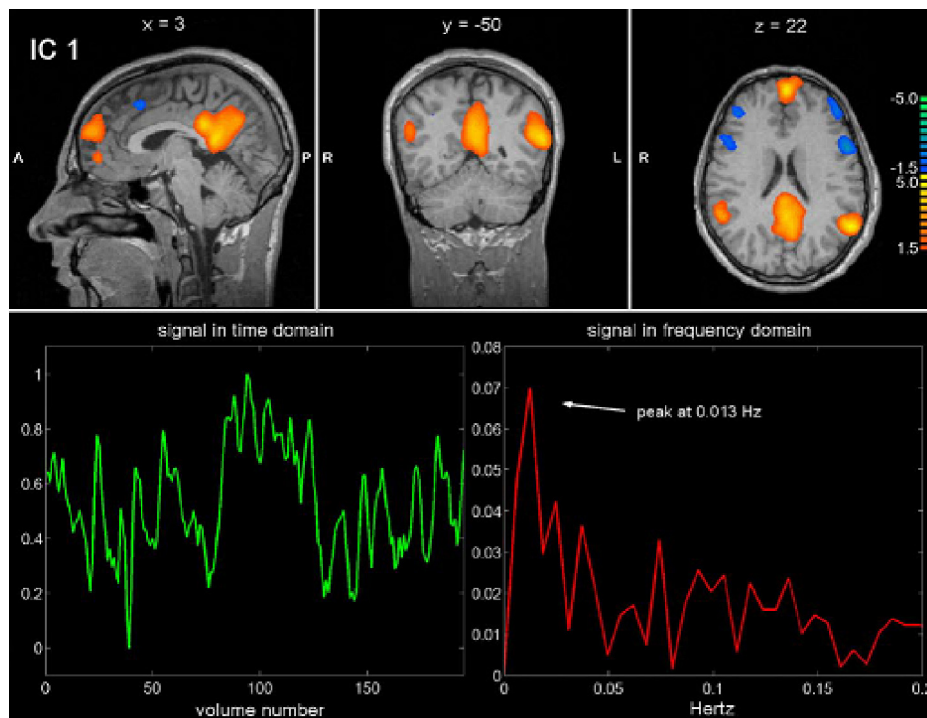 x = 3
y = -50
z = 22
IC 1
A
P
R
L
R
-5.0
-1.5
5.0
1.5
signal in time domain
signal in frequency domain
1
0.8
0.6
0.4
0.2
0
0
50
100
150
volume number
0.08
0.07
0.06
0.05
0.04
0.03
0.02
0.01
0
peak at 0.013 Hz
0
0.05
0.1
0.15
0.2
Hertz